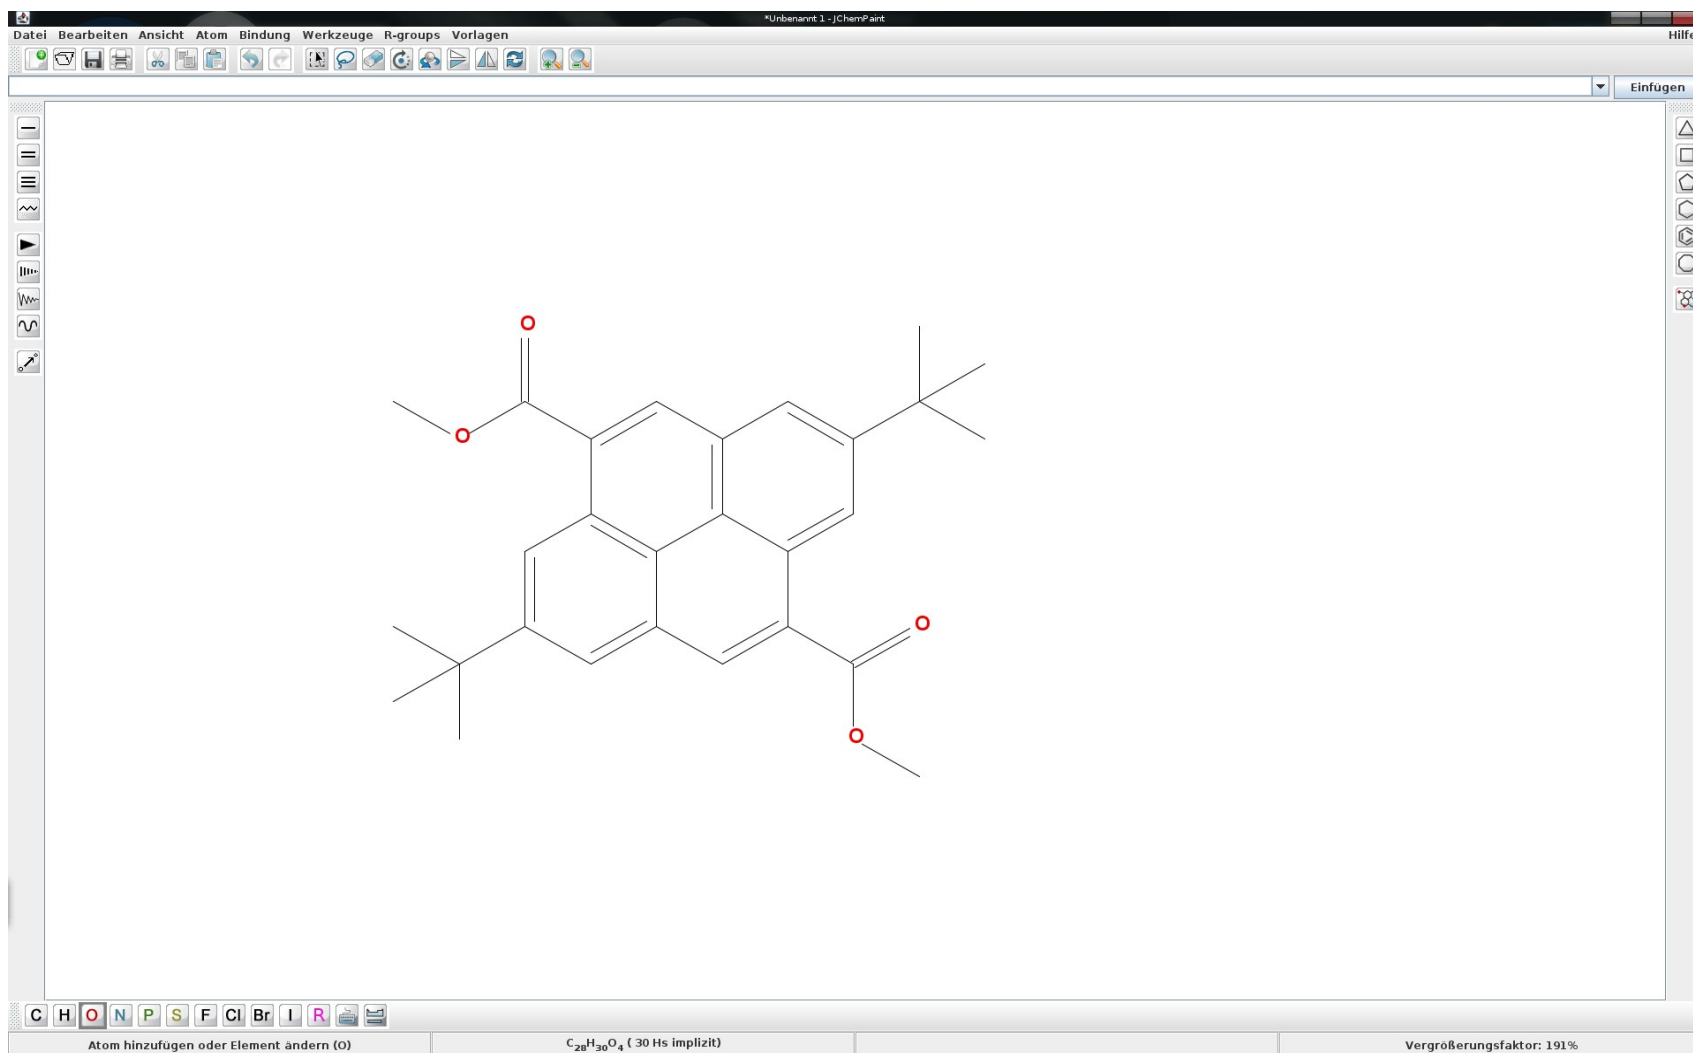 *Unbenannt 1 - JChemPaint
Datei Bearbeiten Ansicht Atom Bindung Werkzeuge R-groups Vorlagen Hilfe
Einfügen
O
O
O
O
C H O N P S F Cl Br I R
Atom hinzufügen oder Element ändern (O) C28H30O4 ( 30 Hs implizit) Vergrößerungsfaktor: 191%